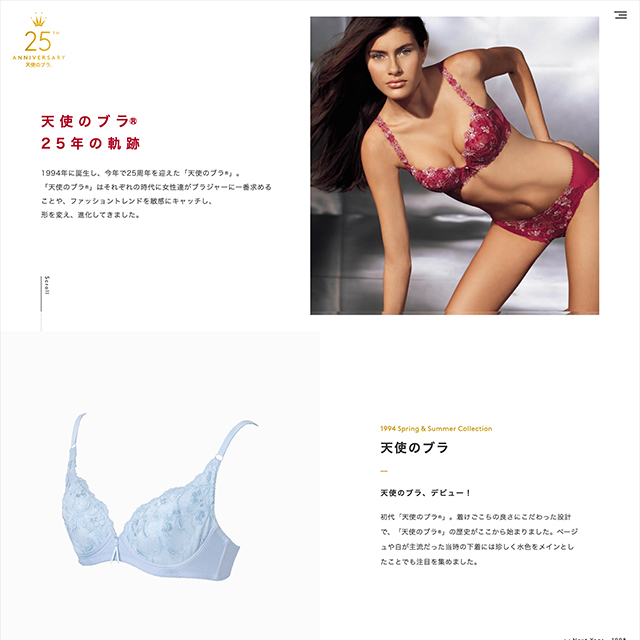 25TH
ANNIVERSARY
天使のブラ
天使のブラ®
25年の軌跡
1994年に誕生し、今年で25周年を迎えた「天使のブラ®」。
「天使のブラ®」はそれぞれの時代に女性達がブラジャーに一番求める
ことや、ファッショントレンドを敏感にキャッチし、
形を変え、進化してきました。
Scroll
1994 Spring & Summer Collection
天使のブラ
天使のブラ、デビュー！
初代「天使のブラ®」。着けごこちの良さにこだわった設計
で、「天使のブラ®」の歴史がここから始まりました。ベージ
ュや白が主流だった当時の下着には珍しく水色をメインとし
たことでも注目を集めました。